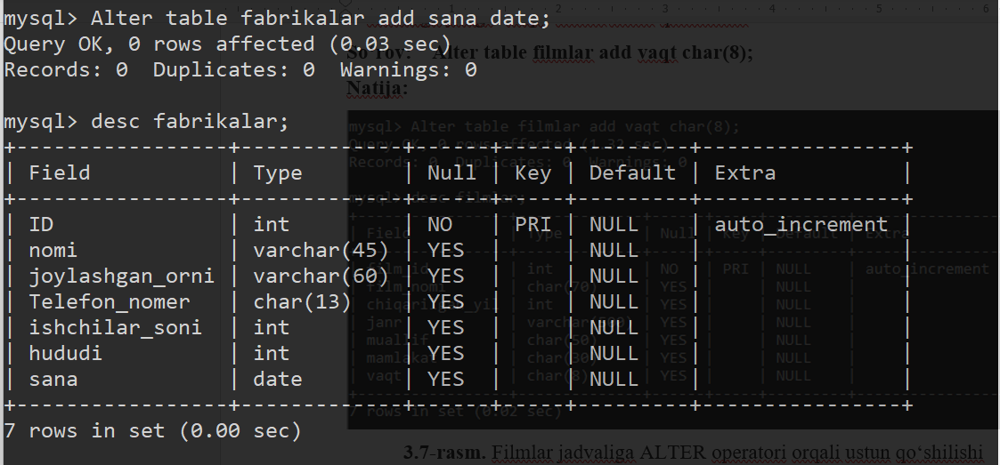 mysql> Alter table fabrikalar add sana date;
Query OK, 0 rows affected (0.03 sec)
Records: 0  Duplicates: 0  Warnings: 0
So'rov: Alter table filmlar add vaqt char(8);
Natija:
mysql> desc fabrikalar;
+------------------+-------------+------+-----+---------+----------------+
| Field            | Type        | Null | Key | Default | Extra          |
+------------------+-------------+------+-----+---------+----------------+
| ID               | int         | NO   | PRI | NULL    | auto_increment |
| nomi             | varchar(45) | YES  |     | NULL    |                |
| joylashgan_orni  | varchar(60) | YES  |     | NULL    |                |
| Telefon_nomer    | char(13)    | YES  |     | NULL    |                |
| ishchilar_soni   | int         | YES  |     | NULL    |                |
| hududi           | int         | YES  |     | NULL    |                |
| sana             | date        | YES  |     | NULL    |                |
+------------------+-------------+------+-----+---------+----------------+
7 rows in set (0.00 sec)
mysql> Alter table filmlar add vaqt char(8);
Query OK, 0 rows affected (1.32 sec)
Records: 0  Duplicates: 0  Warnings: 0
mysql> desc filmlar;
| Field | Type | Null | Key | Default | Extra
| film_id | int | NO | PRI | NULL | auto_increment
| film_nomi | char(70) | YES | | NULL |
| int | YES | | NULL |
| janr | YES | | NULL |
| muallif | char(50) | YES | | NULL |
| mamlakat | char(30) | YES | | NULL |
| vaqt | char(8) | YES | | NULL |
7 rows in set (0.02 sec)
3.7-rasm. Filmlar jadvaliga ALTER operatori orqali ustun qo‘shilishi